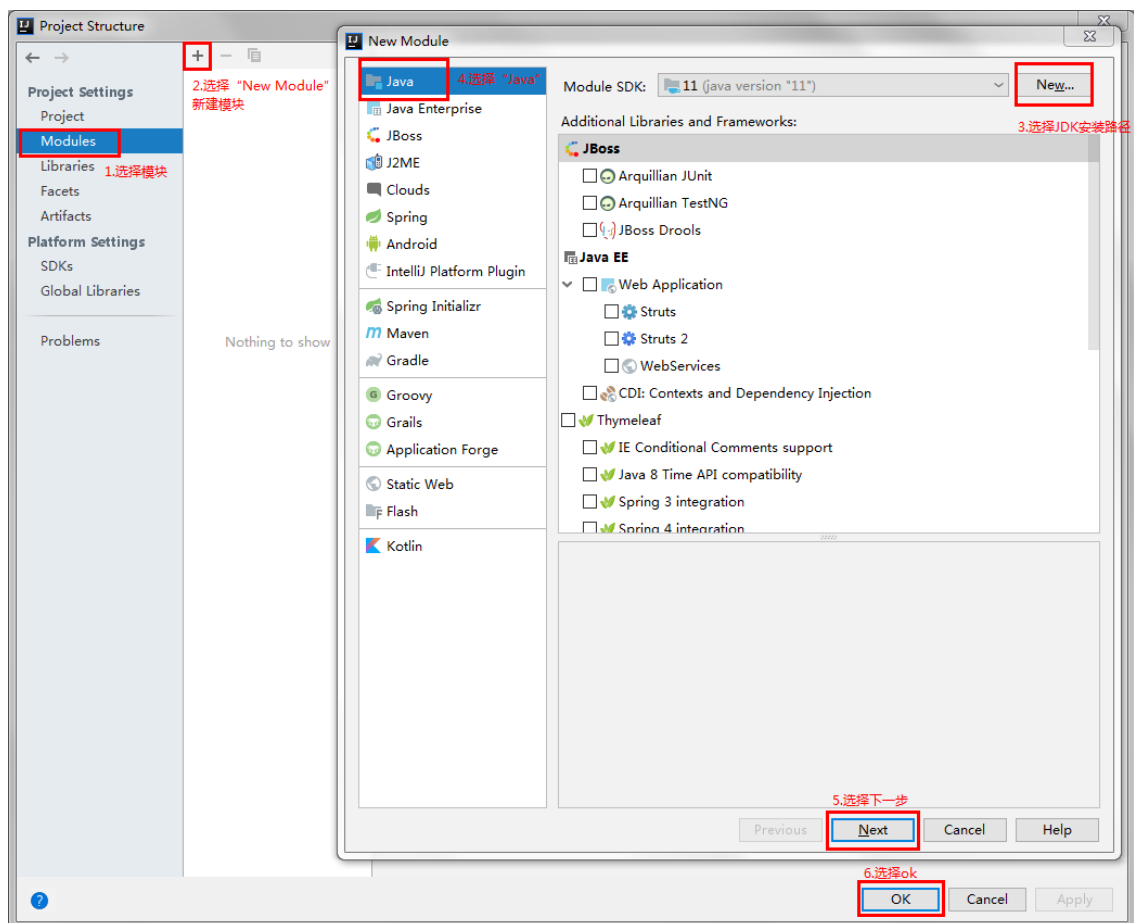 Project Structure
Project Settings
Project
Modules
Libraries
Facets
Artifacts
Platform Settings
SDKs
Global Libraries
Problems
1.选择模块
2.选择“New Module”
新建模块
Nothing to show
New Module
Java
4.选择“Java”
Java Enterprise
JBoss
J2ME
Clouds
Spring
Android
IntelliJ Platform Plugin
Spring Initializr
Maven
Gradle
Groovy
Grails
Application Forge
Static Web
Flash
Kotlin
Module SDK: 11 (java version "11")
New...
3.选择JDK安装路径
Additional Libraries and Frameworks:
JBoss
Arquillian JUnit
Arquillian TestNG
JBoss Drools
Java EE
Web Application
Struts
Struts 2
WebServices
CDI: Contexts and Dependency Injection
Thymeleaf
IE Conditional Comments support
Java 8 Time API compatibility
Spring 3 integration
Spring 4 integration
5.选择下一步
Previous Next Cancel Help
6.选择ok
OK Cancel Apply